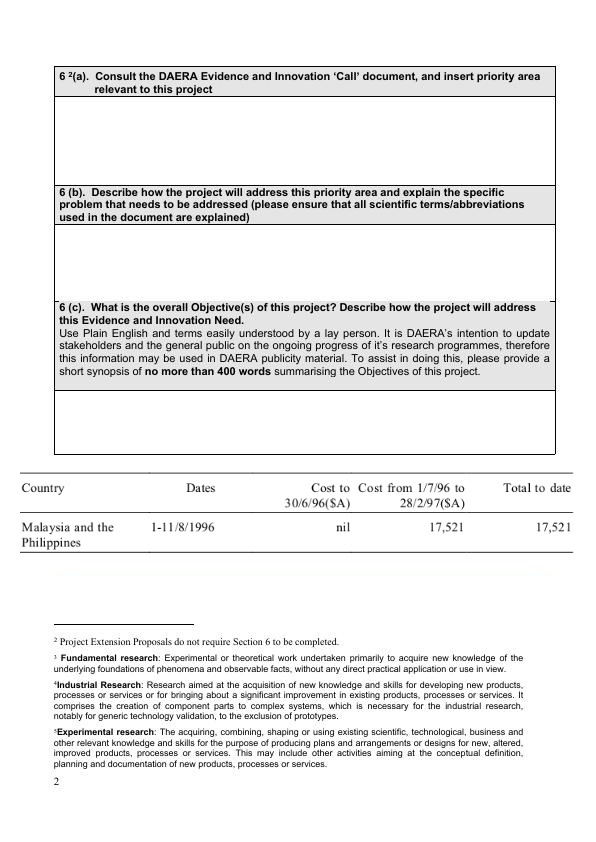 6 ²(a). Consult the DAERA Evidence and Innovation ‘Call’ document, and insert priority area
relevant to this project
6 (b). Describe how the project will address this priority area and explain the specific
problem that needs to be addressed (please ensure that all scientific terms/abbreviations
used in the document are explained)
6 (c). What is the overall Objective(s) of this project? Describe how the project will address
this Evidence and Innovation Need.
Use Plain English and terms easily understood by a lay person. It is DAERA’s intention to update
stakeholders and the general public on the ongoing progress of it’s research programmes, therefore
this information may be used in DAERA publicity material. To assist in doing this, please provide a
short synopsis of no more than 400 words summarising the Objectives of this project.
Country Dates Cost to Cost from 1/7/96 to Total to date
30/6/96($A) 28/2/97($A)
Malaysia and the 1-11/8/1996 nil 17,521 17,521
Philippines
² Project Extension Proposals do not require Section 6 to be completed.
³ Fundamental research: Experimental or theoretical work undertaken primarily to acquire new knowledge of the
underlying foundations of phenomena and observable facts, without any direct practical application or use in view.
⁴Industrial Research: Research aimed at the acquisition of new knowledge and skills for developing new products,
processes or services or for bringing about a significant improvement in existing products, processes or services. It
comprises the creation of component parts to complex systems, which is necessary for the industrial research,
notably for generic technology validation, to the exclusion of prototypes.
⁵Experimental research: The acquiring, combining, shaping or using existing scientific, technological, business and
other relevant knowledge and skills for the purpose of producing plans and arrangements or designs for new, altered,
improved products, processes or services. This may include other activities aiming at the conceptual definition,
planning and documentation of new products, processes or services.
2